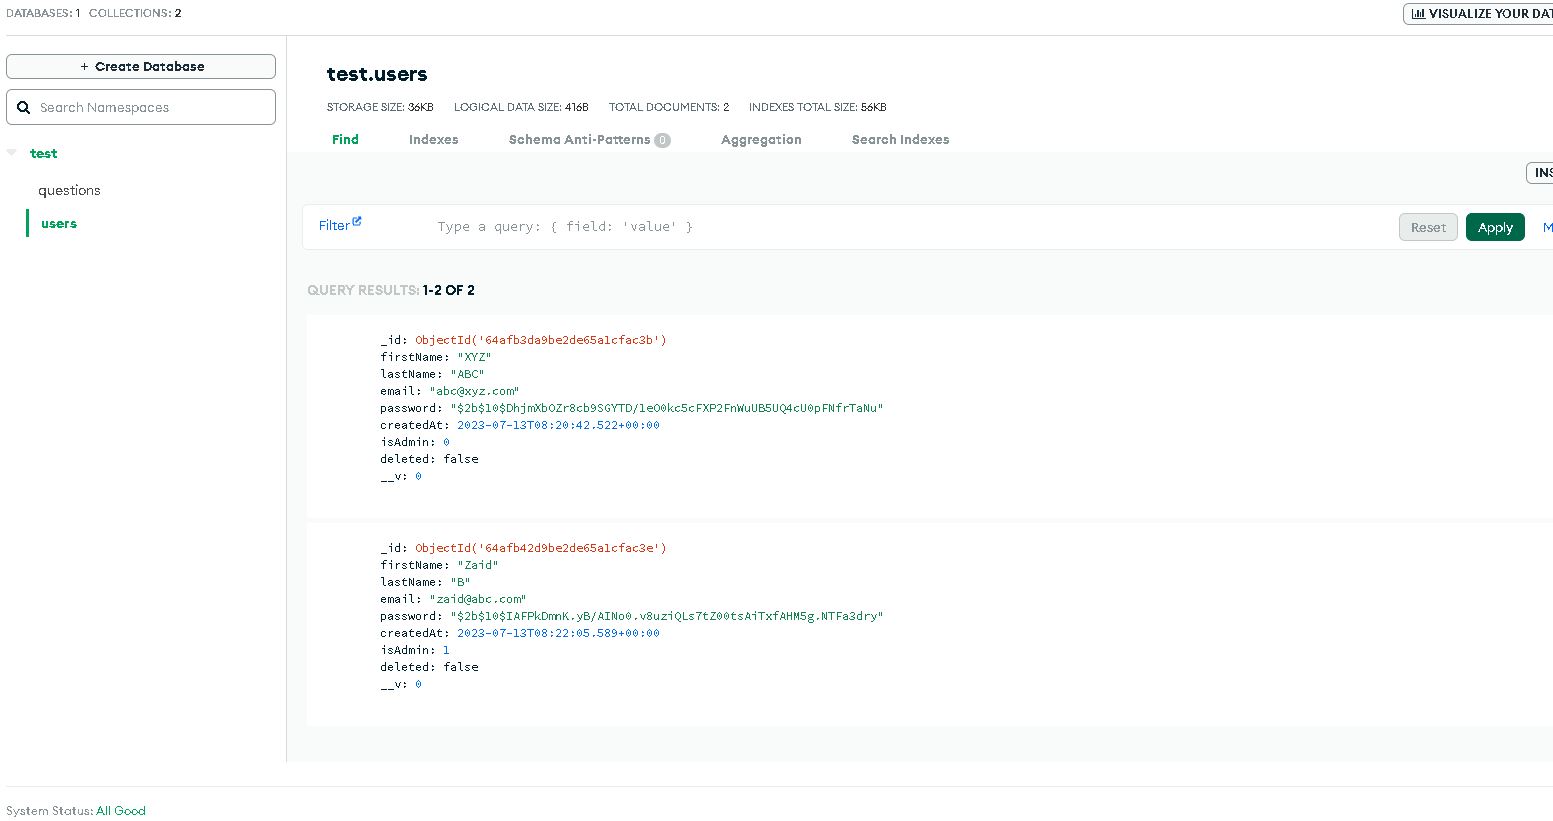 DATABASES: 1 COLLECTIONS: 2
VISUALIZE YOUR DAT
+ Create Database
Search Namespaces
test
questions
users
test.users
STORAGE SIZE: 36KB LOGICAL DATA SIZE: 416B TOTAL DOCUMENTS: 2 INDEXES TOTAL SIZE: 56KB
Find Indexes Schema Anti-Patterns 0 Aggregation Search Indexes
INS
Filter Type a query: { field: 'value' } Reset Apply M
QUERY RESULTS: 1-2 OF 2
_id: ObjectId('64afb3da9be2de65a1cfac3b')
firstName: "XYZ"
lastName: "ABC"
email: "abc@xyz.com"
password: "$2b$10$DhjmXbOZr8cb9SGYTD/leO0kc5cFXP2FnWuUB5UQ4cU0pFNfrTaNu"
createdAt: 2023-07-13T08:20:42.522+00:00
isAdmin: 0
deleted: false
__v: 0
_id: ObjectId('64afb42d9be2de65a1cfac3e')
firstName: "Zaid"
lastName: "B"
email: "zaid@abc.com"
password: "$2b$10$IAFPkDmnK.yB/AINo0.v8uziQLs7tZ00tsAiTxfAHM5g.NTFa3dry"
createdAt: 2023-07-13T08:22:05.589+00:00
isAdmin: 1
deleted: false
__v: 0
System Status: All Good